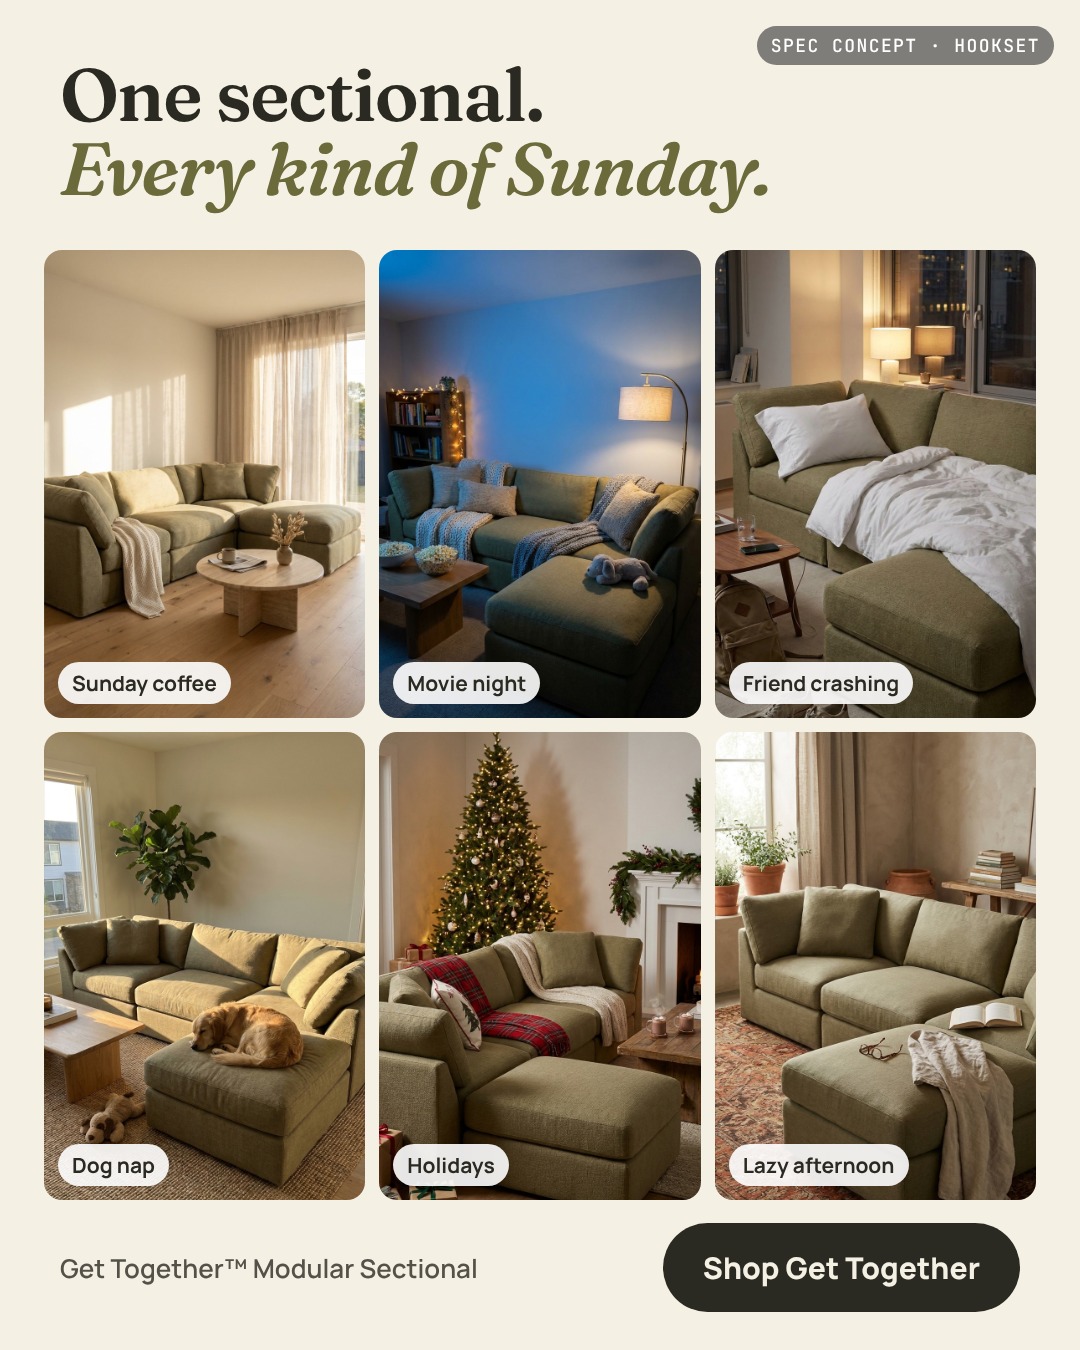 SPEC CONCEPT · HOOKSET
One sectional.
Every kind of Sunday.
Sunday coffee
Movie night
Friend crashing
Dog nap
Holidays
Lazy afternoon
Get Together™ Modular Sectional
Shop Get Together